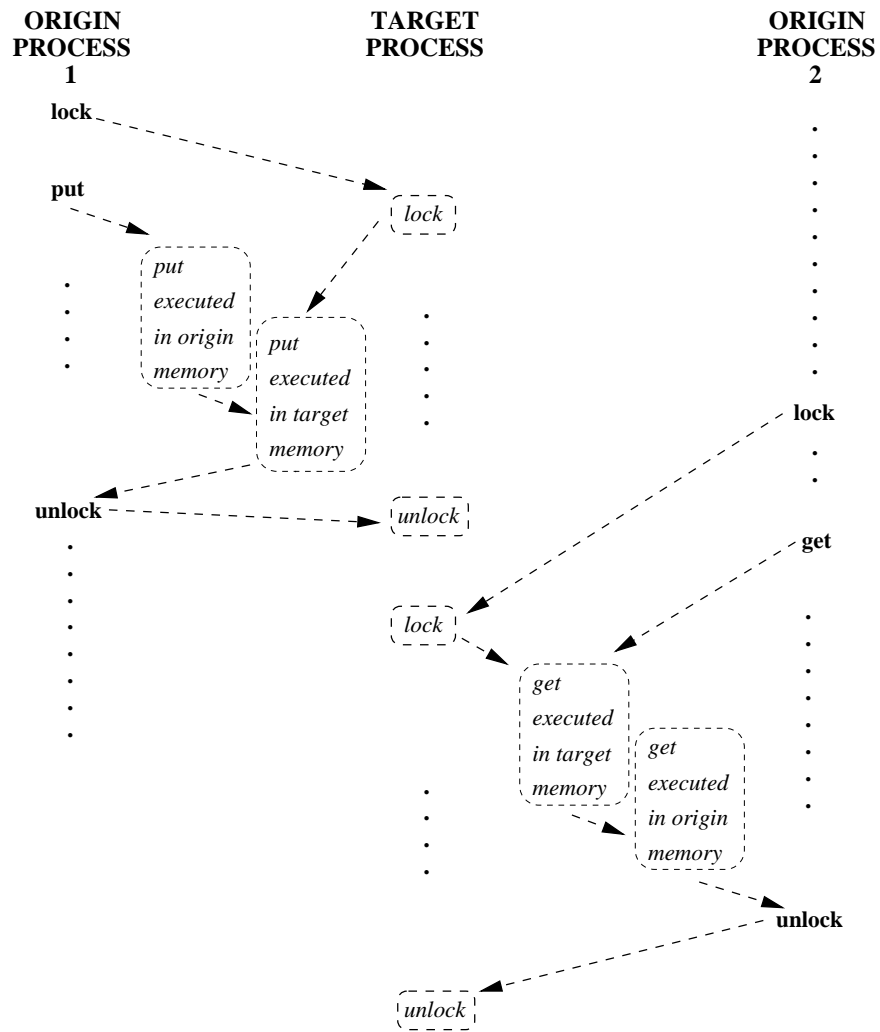 ORIGIN
PROCESS
1
TARGET
PROCESS
ORIGIN
PROCESS
2
lock
put
lock
put
executed
in origin
memory
put
executed
in target
memory
lock
unlock
unlock
get
lock
get
executed
in target
memory
get
executed
in origin
memory
unlock
unlock